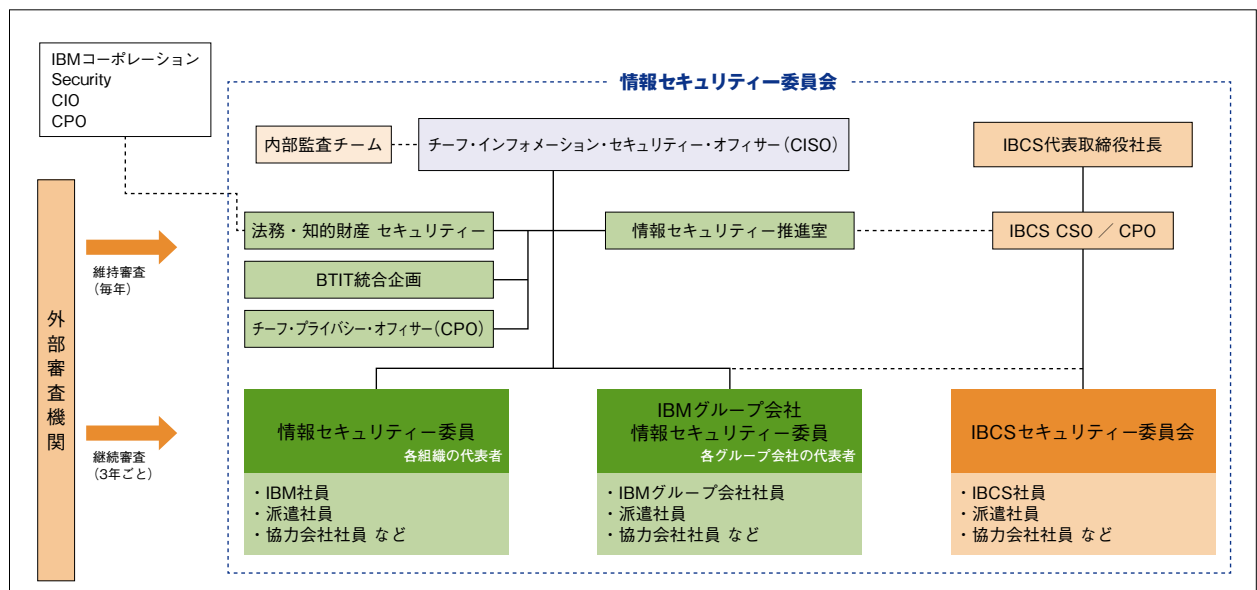 IBMコーポレーション
Security
CIO
CPO
情報セキュリティー委員会
内部監査チーム
チーフ・インフォメーション・セキュリティー・オフィサー(CISO)
IBCS代表取締役社長
法務・知的財産 セキュリティー
情報セキュリティー推進室
IBCS CSO ／ CPO
BTIT統合企画
チーフ・プライバシー・オフィサー(CPO)
外部審査機関
維持審査
(毎年)
継続審査
(3年ごと)
情報セキュリティー委員
各組織の代表者
・IBM社員
・派遣社員
・協力会社社員 など
IBMグループ会社
情報セキュリティー委員
各グループ会社の代表者
・IBMグループ会社社員
・派遣社員
・協力会社社員 など
IBCSセキュリティー委員会
・IBCS社員
・派遣社員
・協力会社社員 など